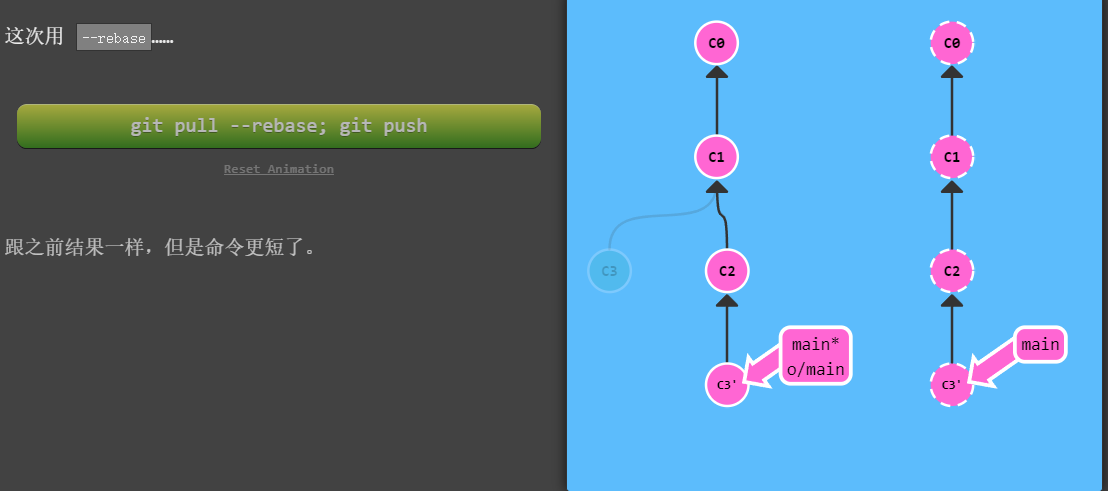 这次用 --rebase……
git pull --rebase; git push
Reset Animation
跟之前结果一样，但是命令更短了。
C0
C1
C3
C2
main*
o/main
C3'
C0
C1
C2
main
C3'